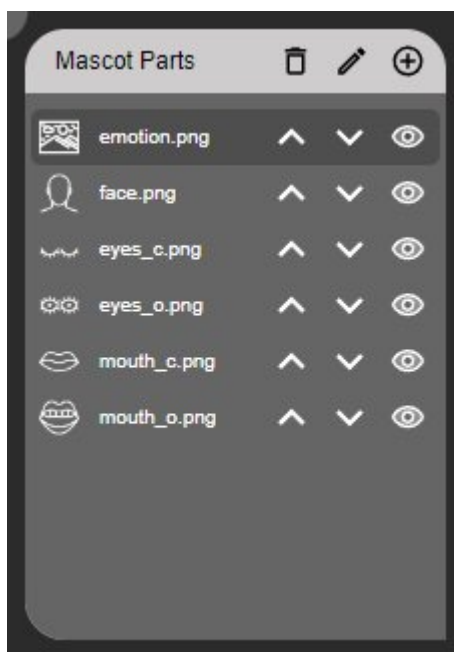 Mascot Parts
emotion.png
face.png
eyes_c.png
eyes_o.png
mouth_c.png
mouth_o.png